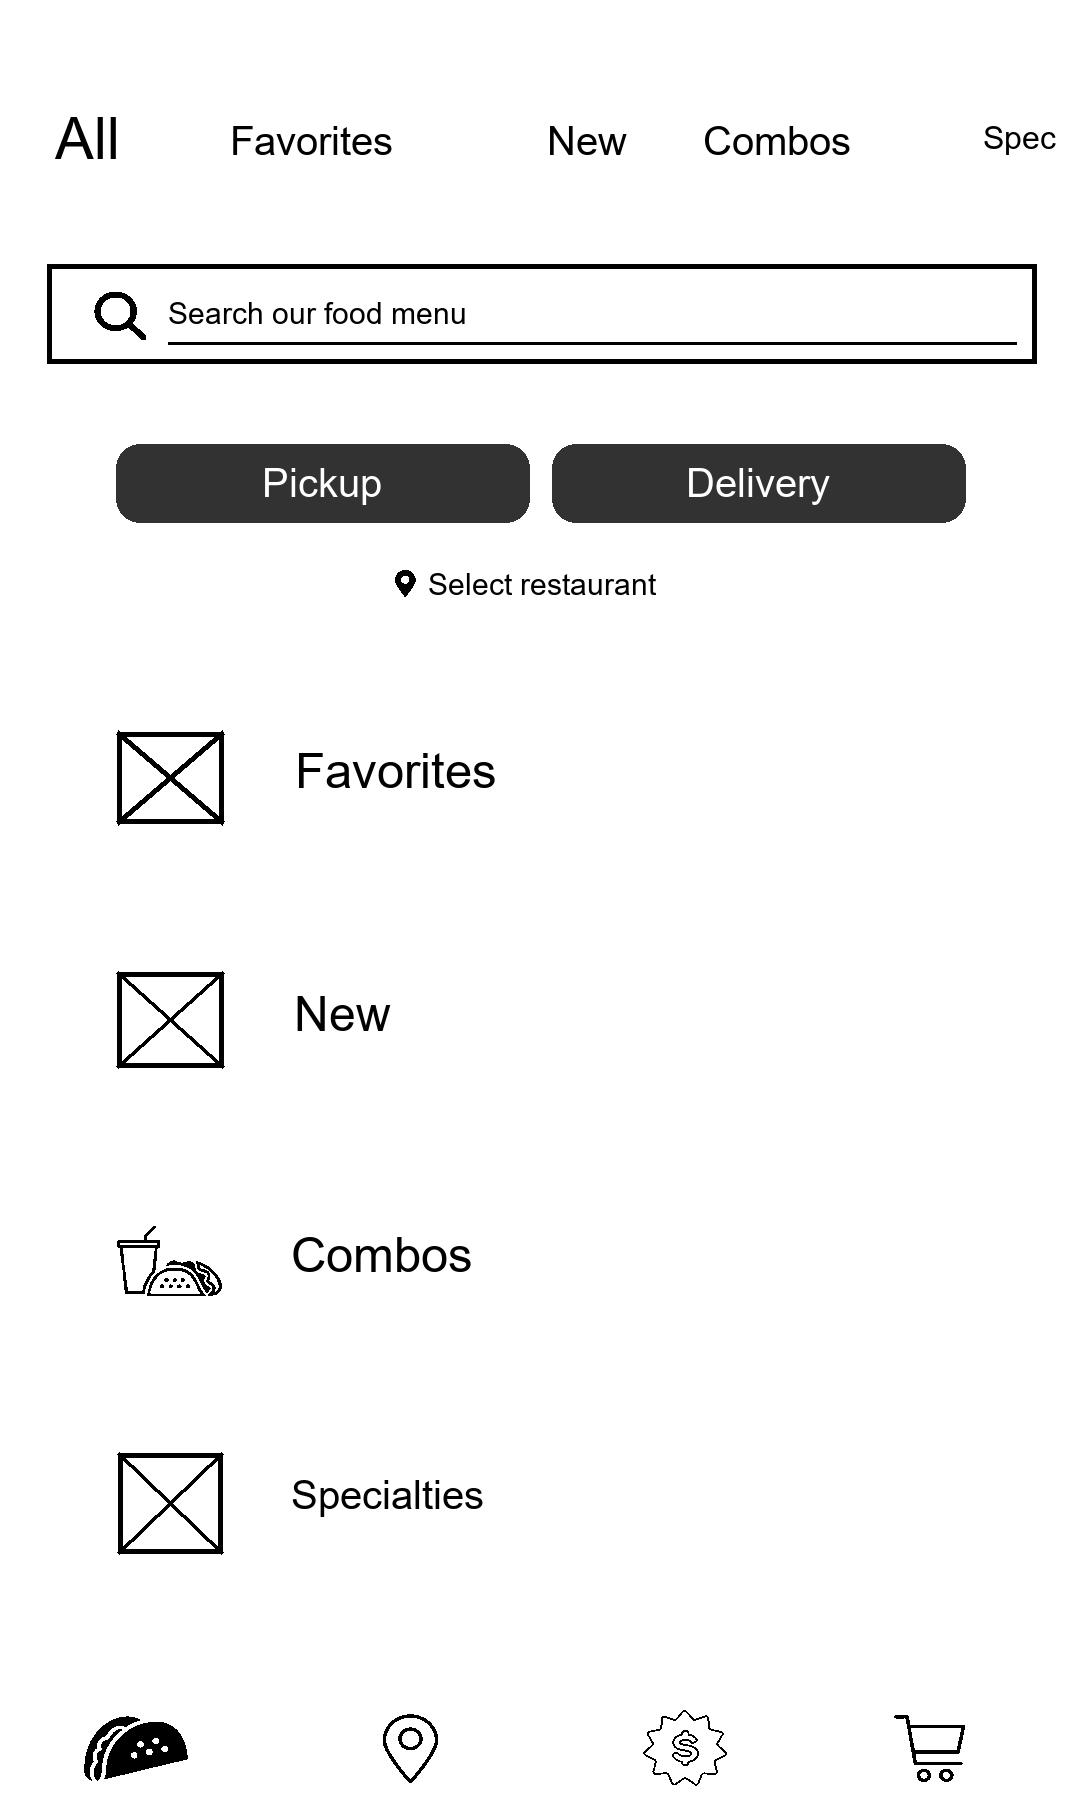 All Favorites New Combos Spec
Search our food menu
Pickup Delivery
Select restaurant
Favorites
New
Combos
Specialties
$